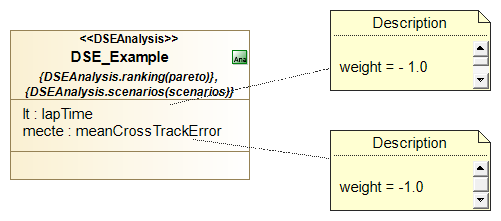 <<DSEAnalysis>>
DSE_Example
Ana
{DSEAnalysis.ranking(pareto)},
{DSEAnalysis.scenarios(scenarios)}
lt : lapTime
mecte : meanCrossTrackError
Description
weight = - 1.0
Description
weight = -1.0